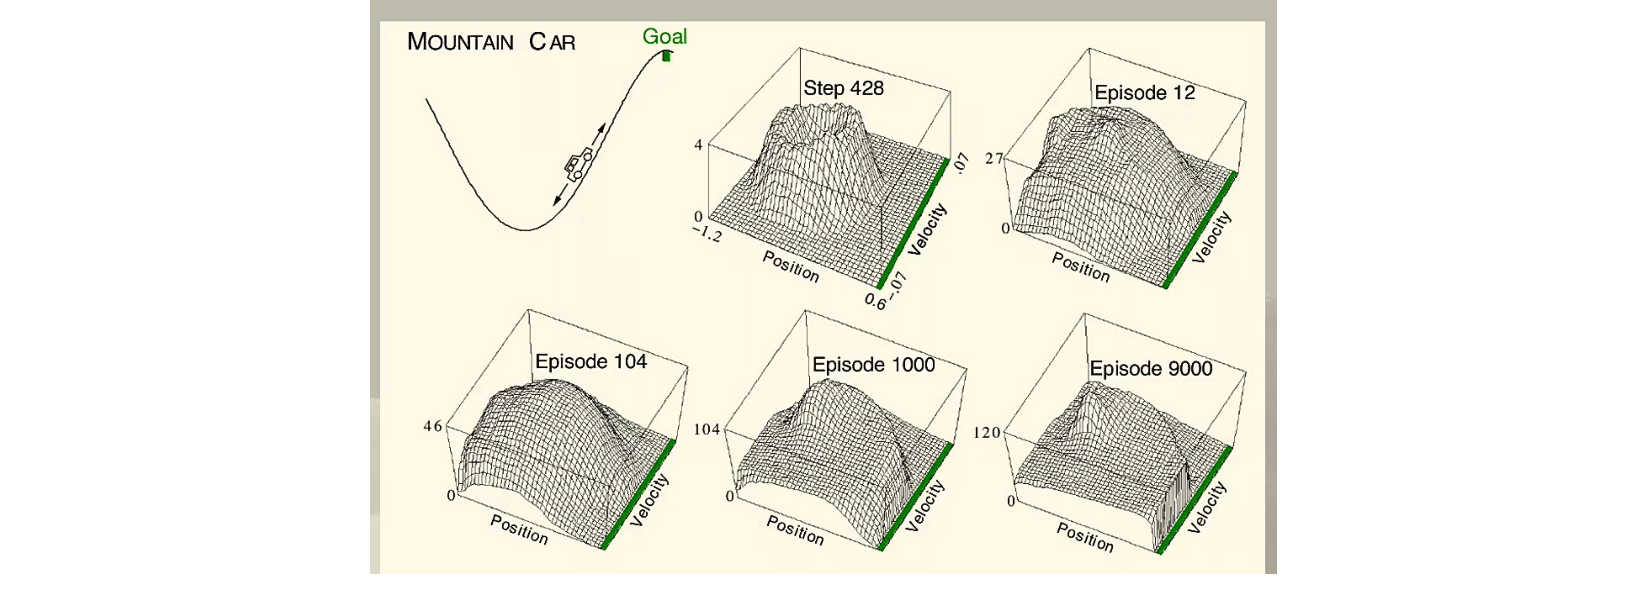 MOUNTAIN CAR
Goal
Step 428
4
0
-1.2
Position
0.6
-.07
Velocity
.07
Episode 12
27
0
Position
Velocity
Episode 104
46
0
Position
Velocity
Episode 1000
104
0
Position
Velocity
Episode 9000
120
0
Position
Velocity